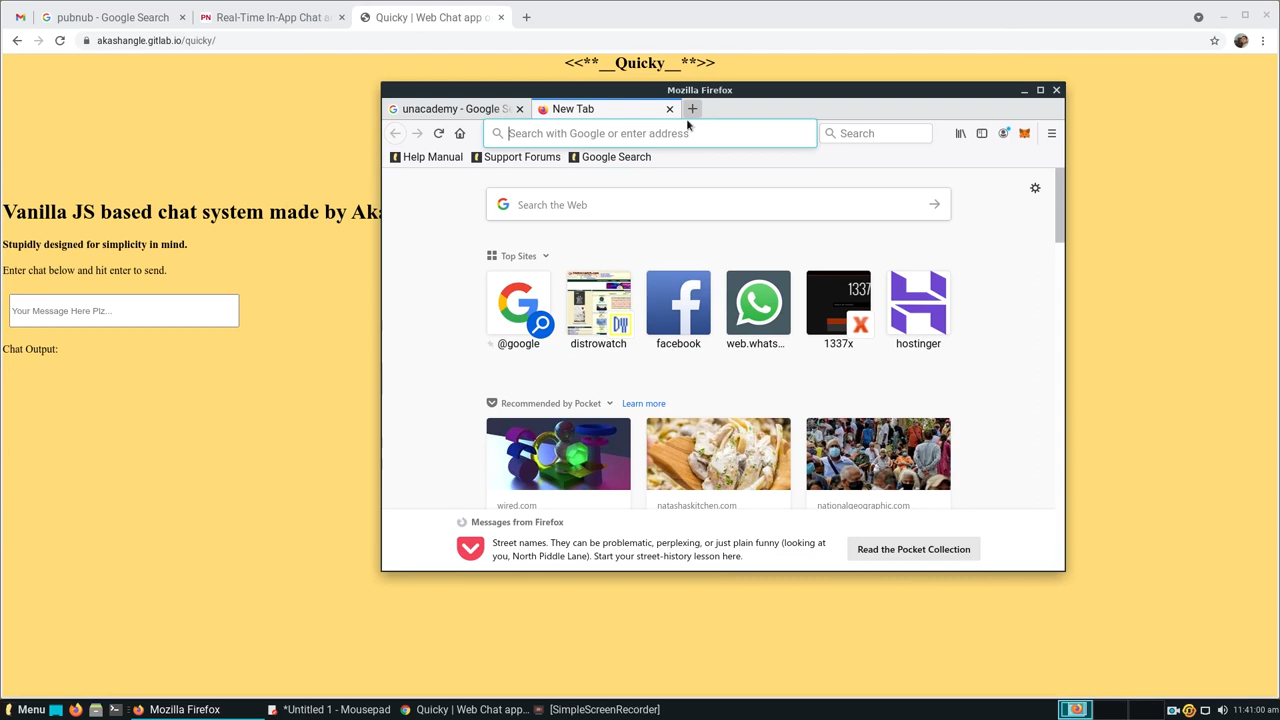 pubnub - Google Search
Real-Time In-App Chat a
Quicky | Web Chat app o
akashangle.gitlab.io/quicky/
<<**__Quicky__**>>
Vanilla JS based chat system made by Aka
Stupidly designed for simplicity in mind.
Enter chat below and hit enter to send.
Your Message Here Plz...
Chat Output:
Mozilla Firefox
unacademy - Google Se
New Tab
Search with Google or enter address
Search
Help Manual
Support Forums
Google Search
Search the Web
Top Sites
1337
DW
X
@google
distrowatch
facebook
web.whats...
1337x
hostinger
Recommended by Pocket
Learn more
wired.com
natashaskitchen.com
nationalgeographic.com
Messages from Firefox
Street names. They can be problematic, perplexing, or just plain funny (looking at
you, North Piddle Lane). Start your street-history lesson here.
Read the Pocket Collection
Menu
Mozilla Firefox
*Untitled 1 - Mousepad
Quicky | Web Chat app...
[SimpleScreenRecorder]
11:41:00 am